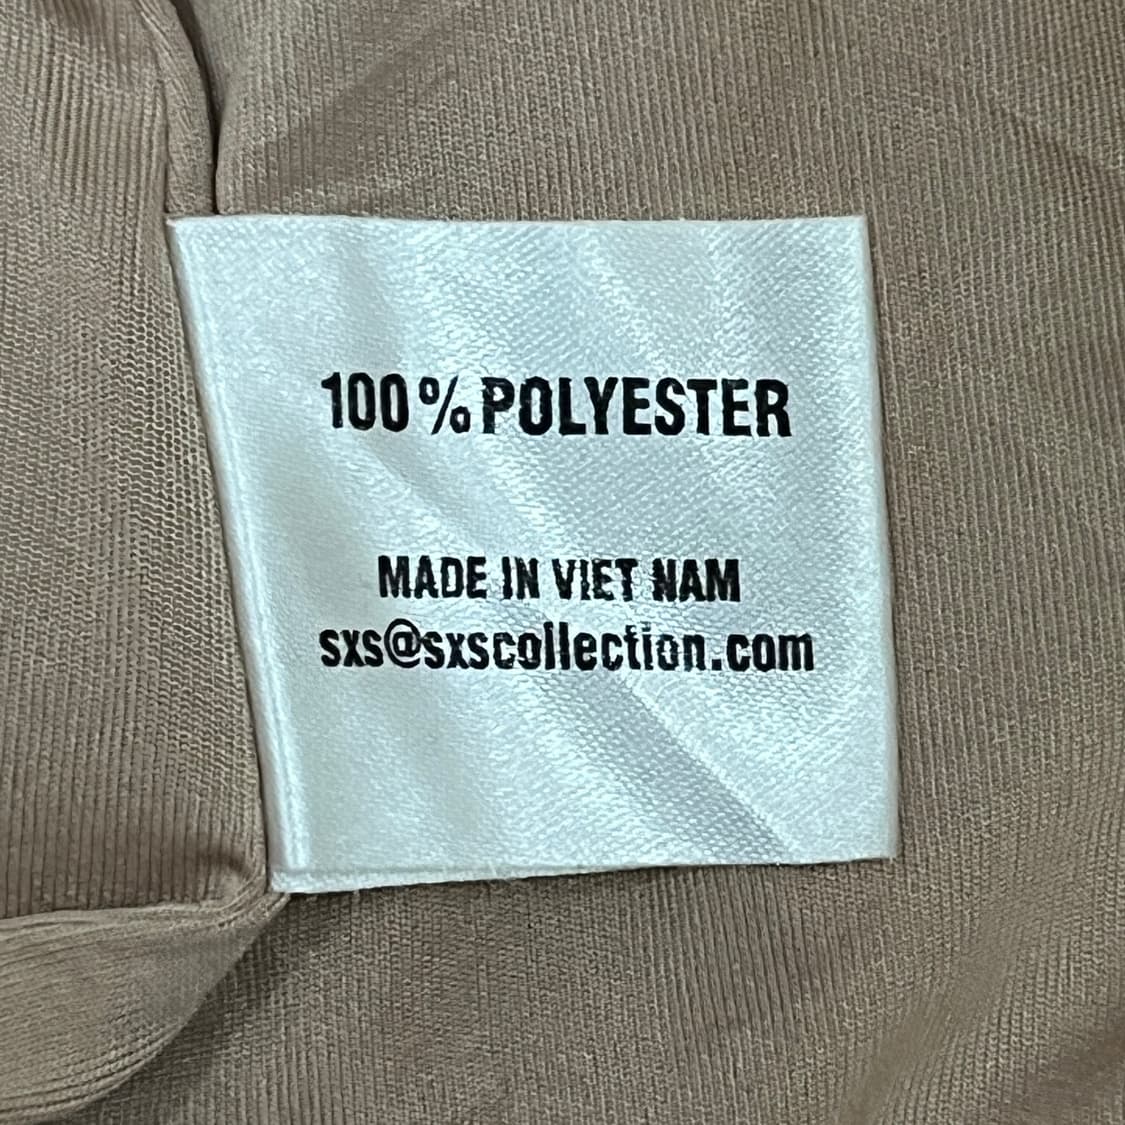 100% POLYESTER
MADE IN VIET NAM
sxs@sxscollection.com